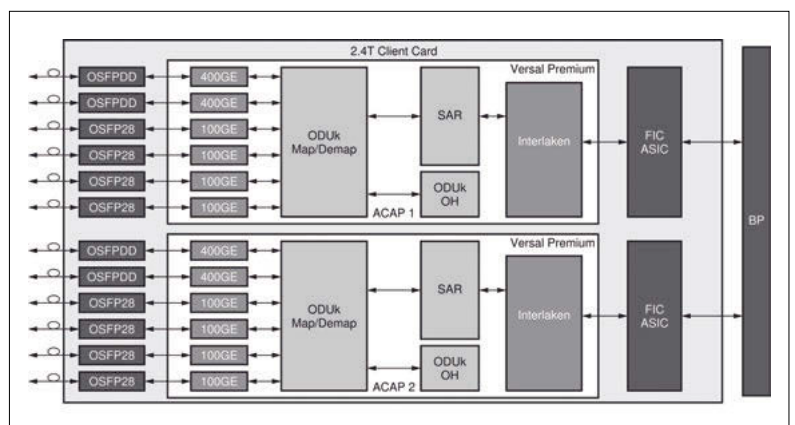 2.4T Client Card
Versal Premium
OSFPDD
400GE
OSFPDD
400GE
OSFP28
100GE
OSFP28
100GE
OSFP28
100GE
OSFP28
100GE
ODUk
Map/Demap
SAR
ODUk
OH
Interlaken
ACAP 1
FIC
ASIC
BP
Versal Premium
OSFPDD
400GE
OSFPDD
400GE
OSFP28
100GE
OSFP28
100GE
OSFP28
100GE
OSFP28
100GE
ODUk
Map/Demap
SAR
ODUk
OH
Interlaken
ACAP 2
FIC
ASIC